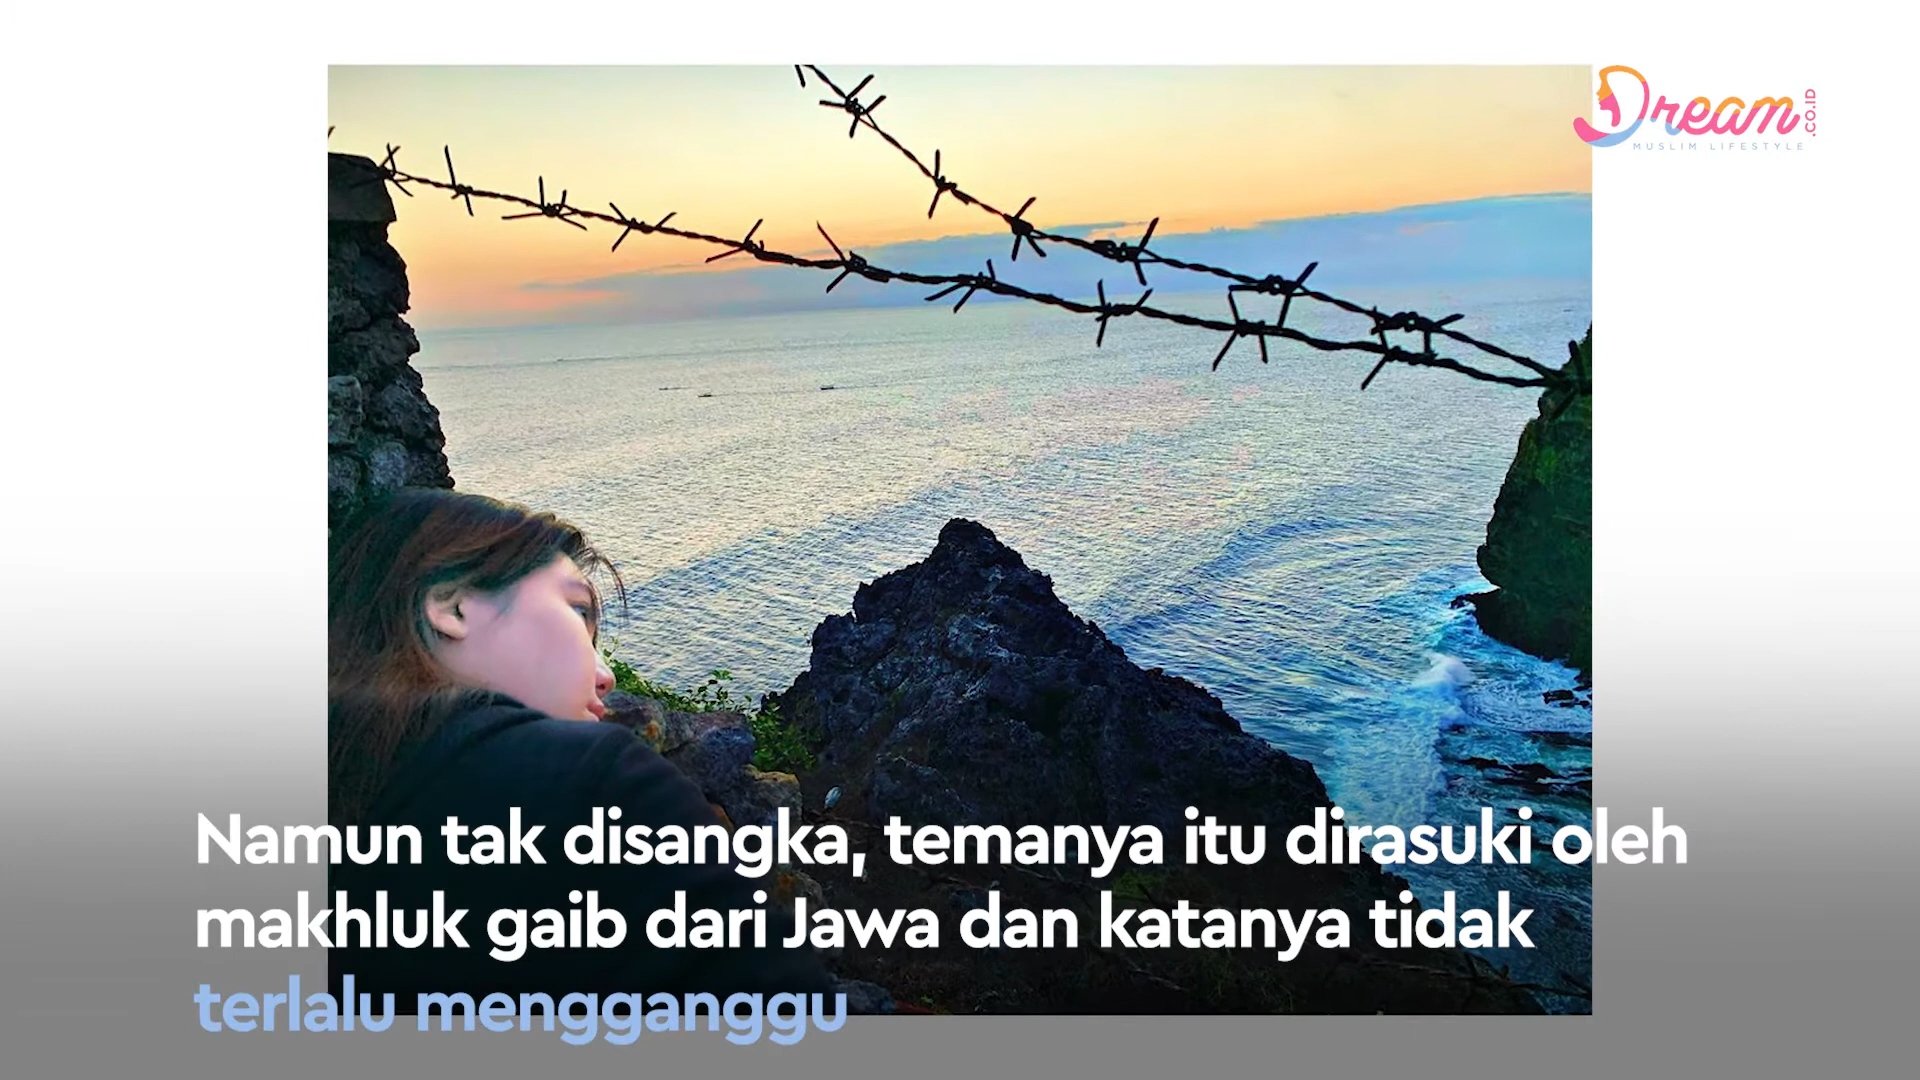 Dream.CO.ID
MUSLIM LIFESTYLE
Namun tak disangka, temanya itu dirasuki oleh
makhluk gaib dari Jawa dan katanya tidak
terlalu mengganggu